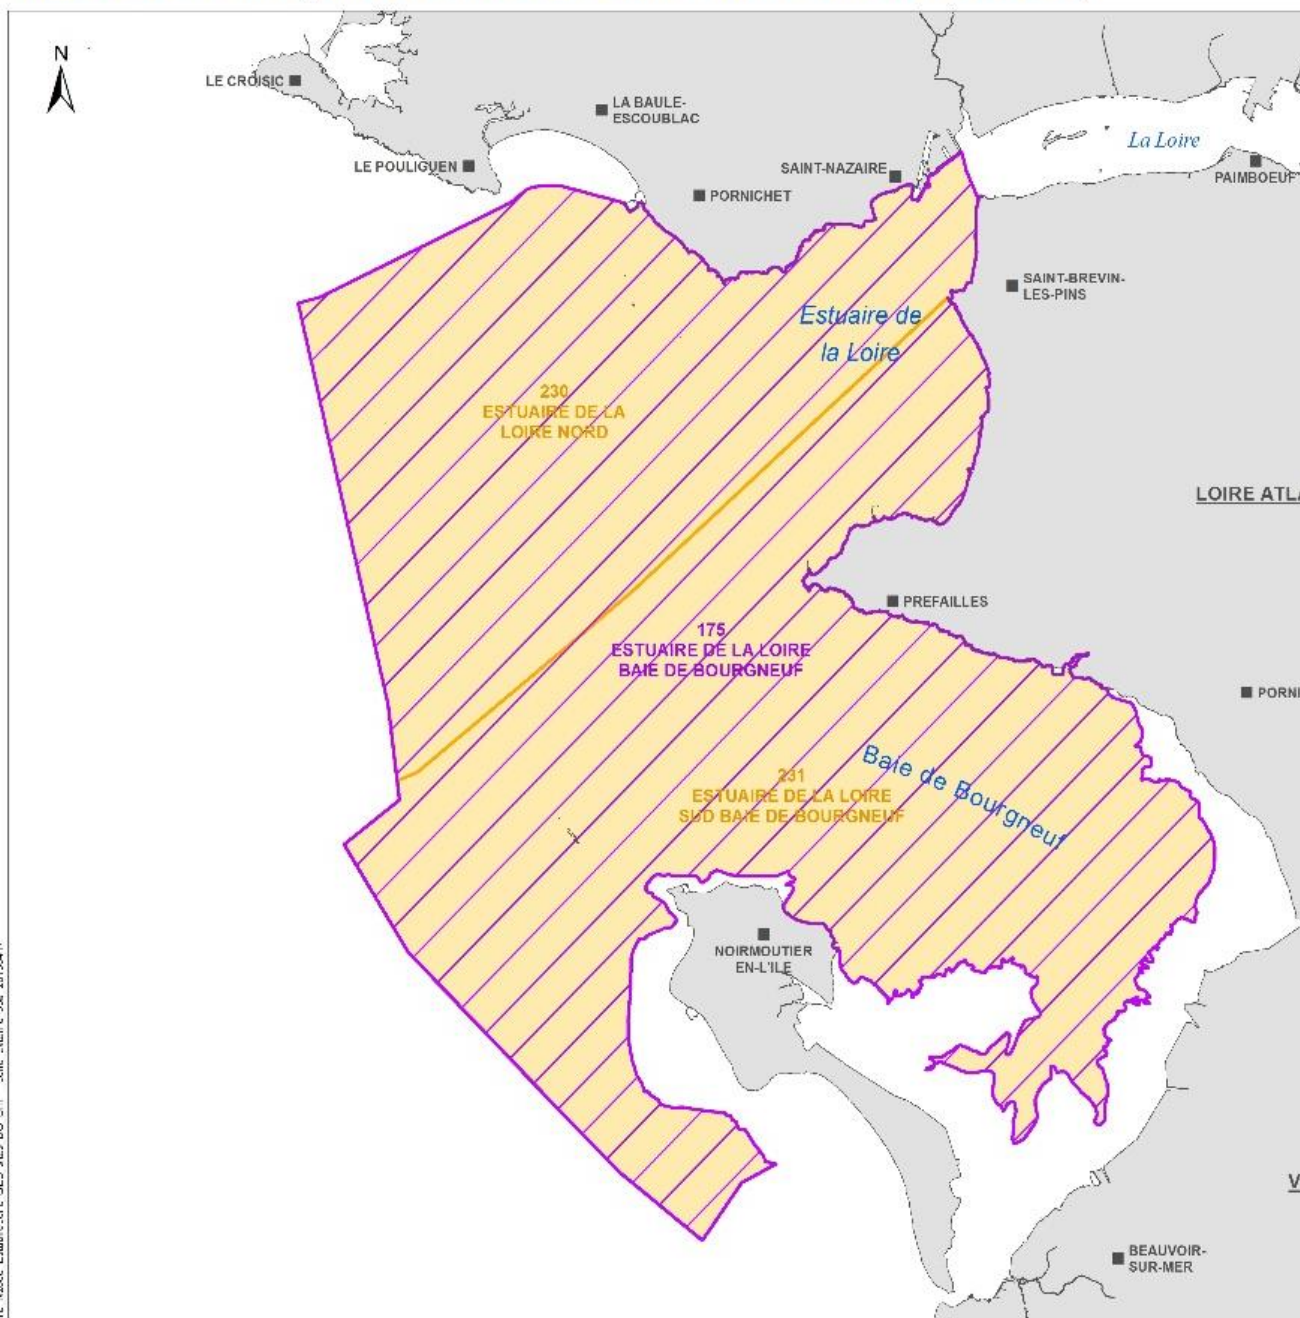 N
LE CROISIC
LA BAULE-
ESCOUBLAC
La Loire
LE POULIGUEN
SAINT-NAZAIRE
PAIMBOEUF
PORNICHET
SAINT-BREVIN-
LES-PINS
Estuaire de
la Loire
230
ESTUAIRE DE LA
LOIRE NORD
LOIRE ATLA
PREFAILLES
175
ESTUAIRE DE LA LOIRE
BAIE DE BOURGNEUF
PORNI
Baie de Bourgneuf
231
ESTUAIRE DE LA LOIRE
SUD BAIE DE BOURGNEUF
NOIRMOUTIER
EN-L'ILE
V
BEAUVOIR-
SUR-MER